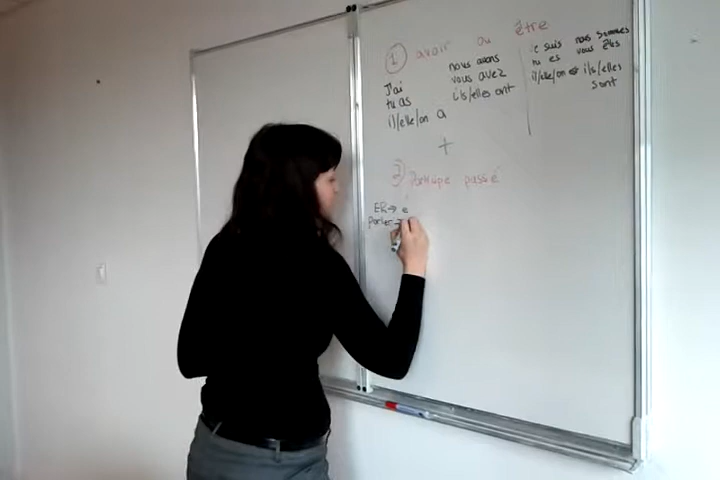 ① avoir ou être
J'ai
tu as
il/elle/on a
nous avons
vous avez
ils/elles ont
je suis
tu es
il/elle/on
nous sommes
vous êtes
ils/elles
sont
+
② Participe passé
ER → é
parler →